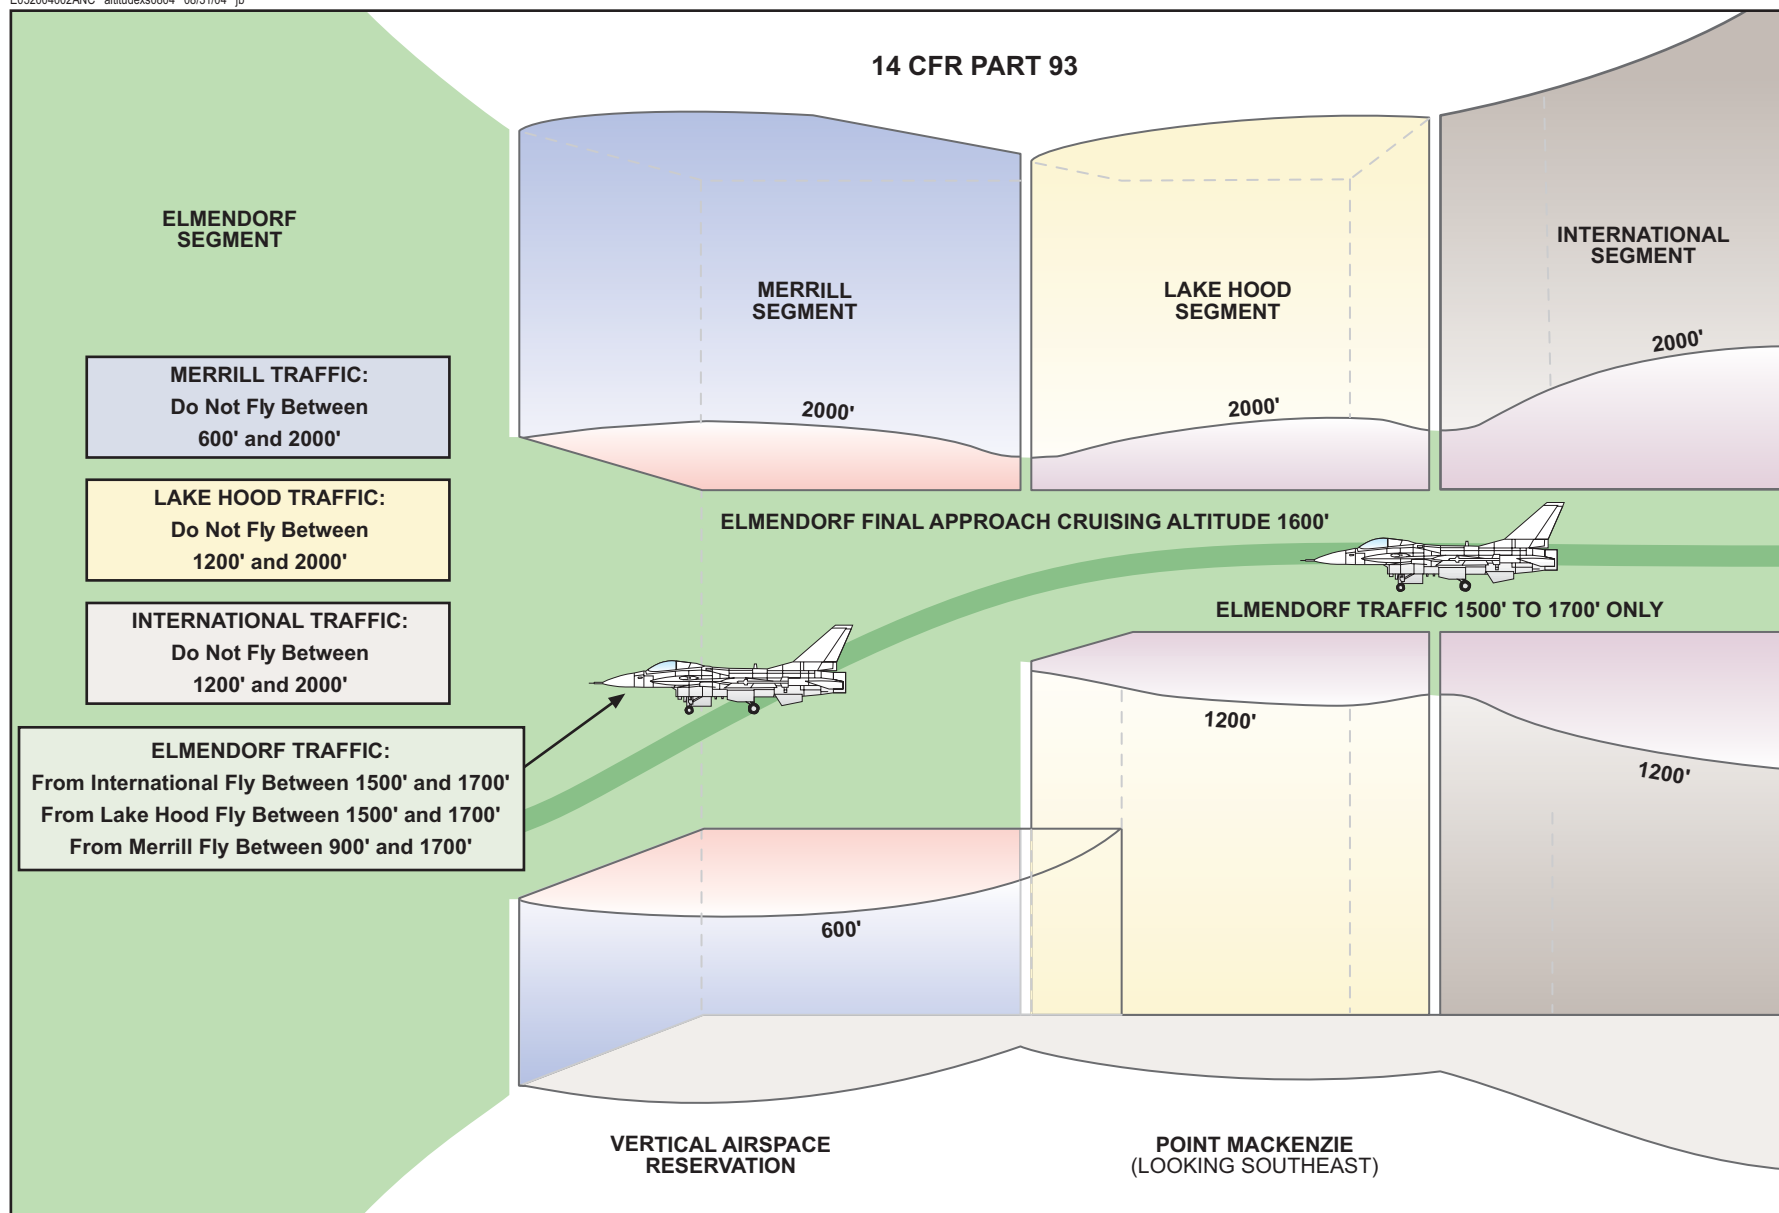 14 CFR PART 93
ELMENDORF
SEGMENT
MERRILL
SEGMENT
LAKE HOOD
SEGMENT
INTERNATIONAL
SEGMENT
2000'
2000'
2000'
MERRILL TRAFFIC:
Do Not Fly Between
600' and 2000'
LAKE HOOD TRAFFIC:
Do Not Fly Between
1200' and 2000'
INTERNATIONAL TRAFFIC:
Do Not Fly Between
1200' and 2000'
ELMENDORF TRAFFIC:
From International Fly Between 1500' and 1700'
From Lake Hood Fly Between 1500' and 1700'
From Merrill Fly Between 900' and 1700'
ELMENDORF FINAL APPROACH CRUISING ALTITUDE 1600'
ELMENDORF TRAFFIC 1500' TO 1700' ONLY
1200'
1200'
600'
VERTICAL AIRSPACE
RESERVATION
POINT MACKENZIE
(LOOKING SOUTHEAST)